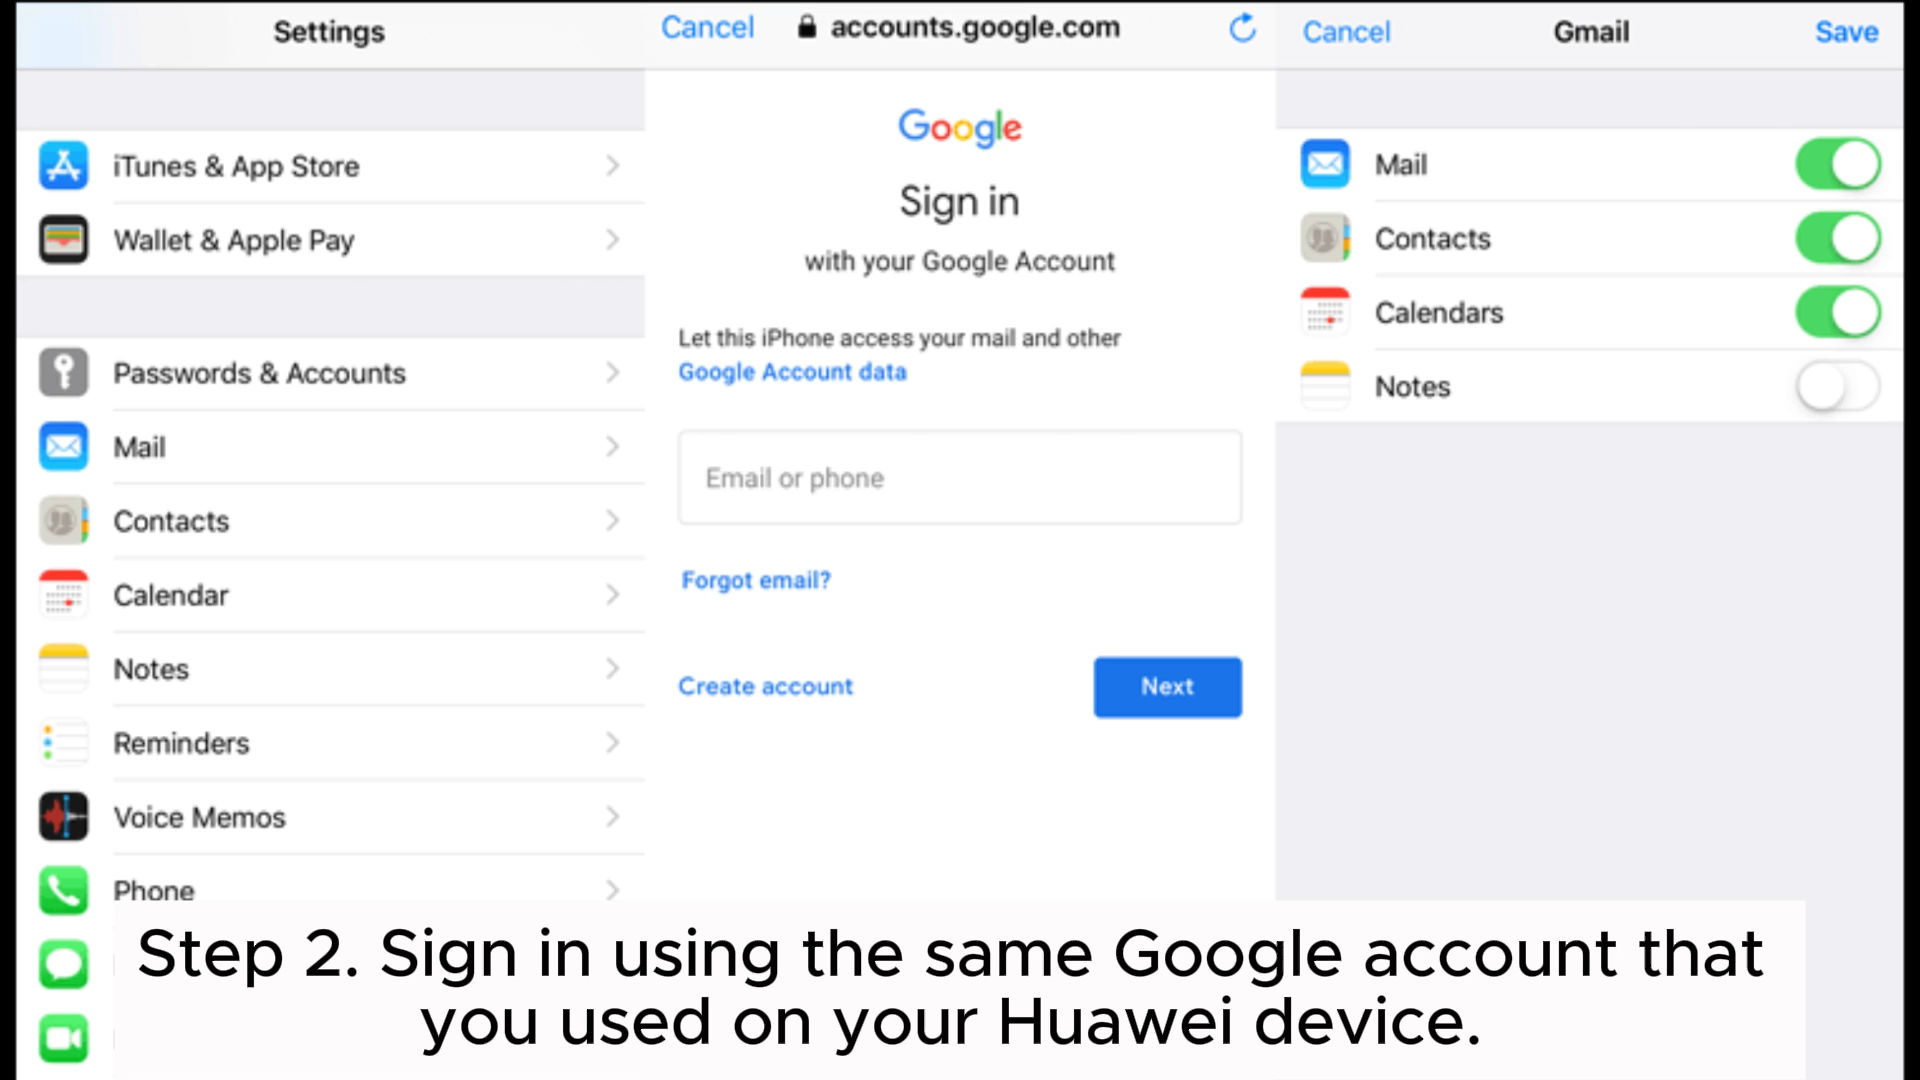 Settings
iTunes & App Store
Wallet & Apple Pay
Passwords & Accounts
Mail
Contacts
Calendar
Notes
Reminders
Voice Memos
Phone
Cancel accounts.google.com
Google
Sign in
with your Google Account
Let this iPhone access your mail and other
Google Account data
Email or phone
Forgot email?
Create account Next
Cancel Gmail Save
Mail
Contacts
Calendars
Notes
Step 2. Sign in using the same Google account that
you used on your Huawei device.